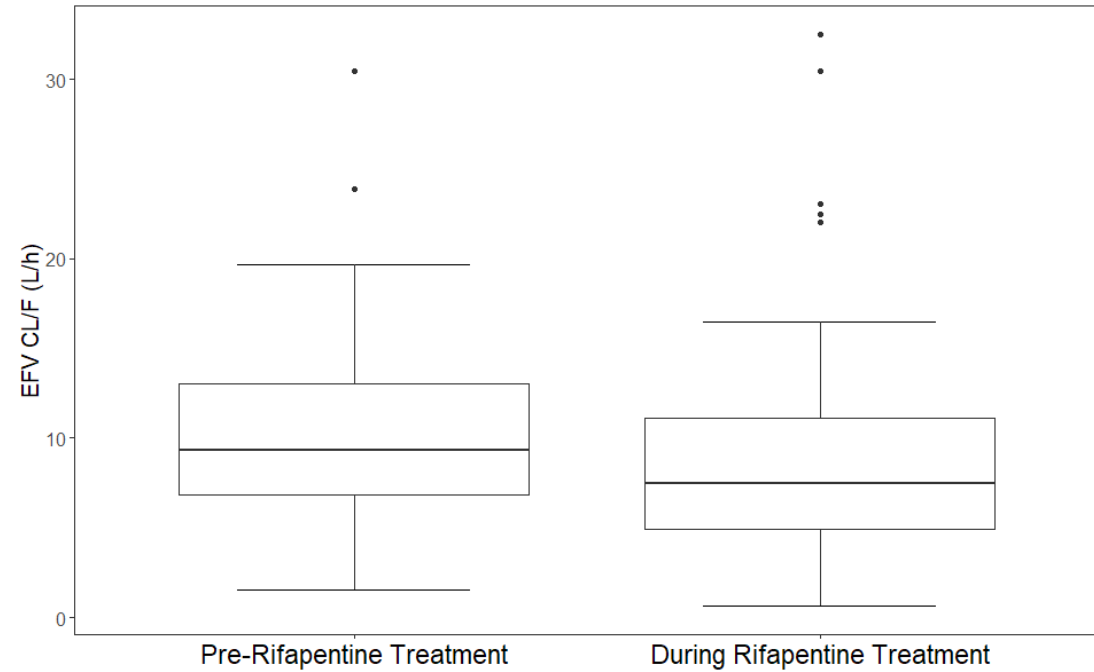 EFV CL/F (L/h)
30
20
10
0
Pre-Rifapentine Treatment
During Rifapentine Treatment